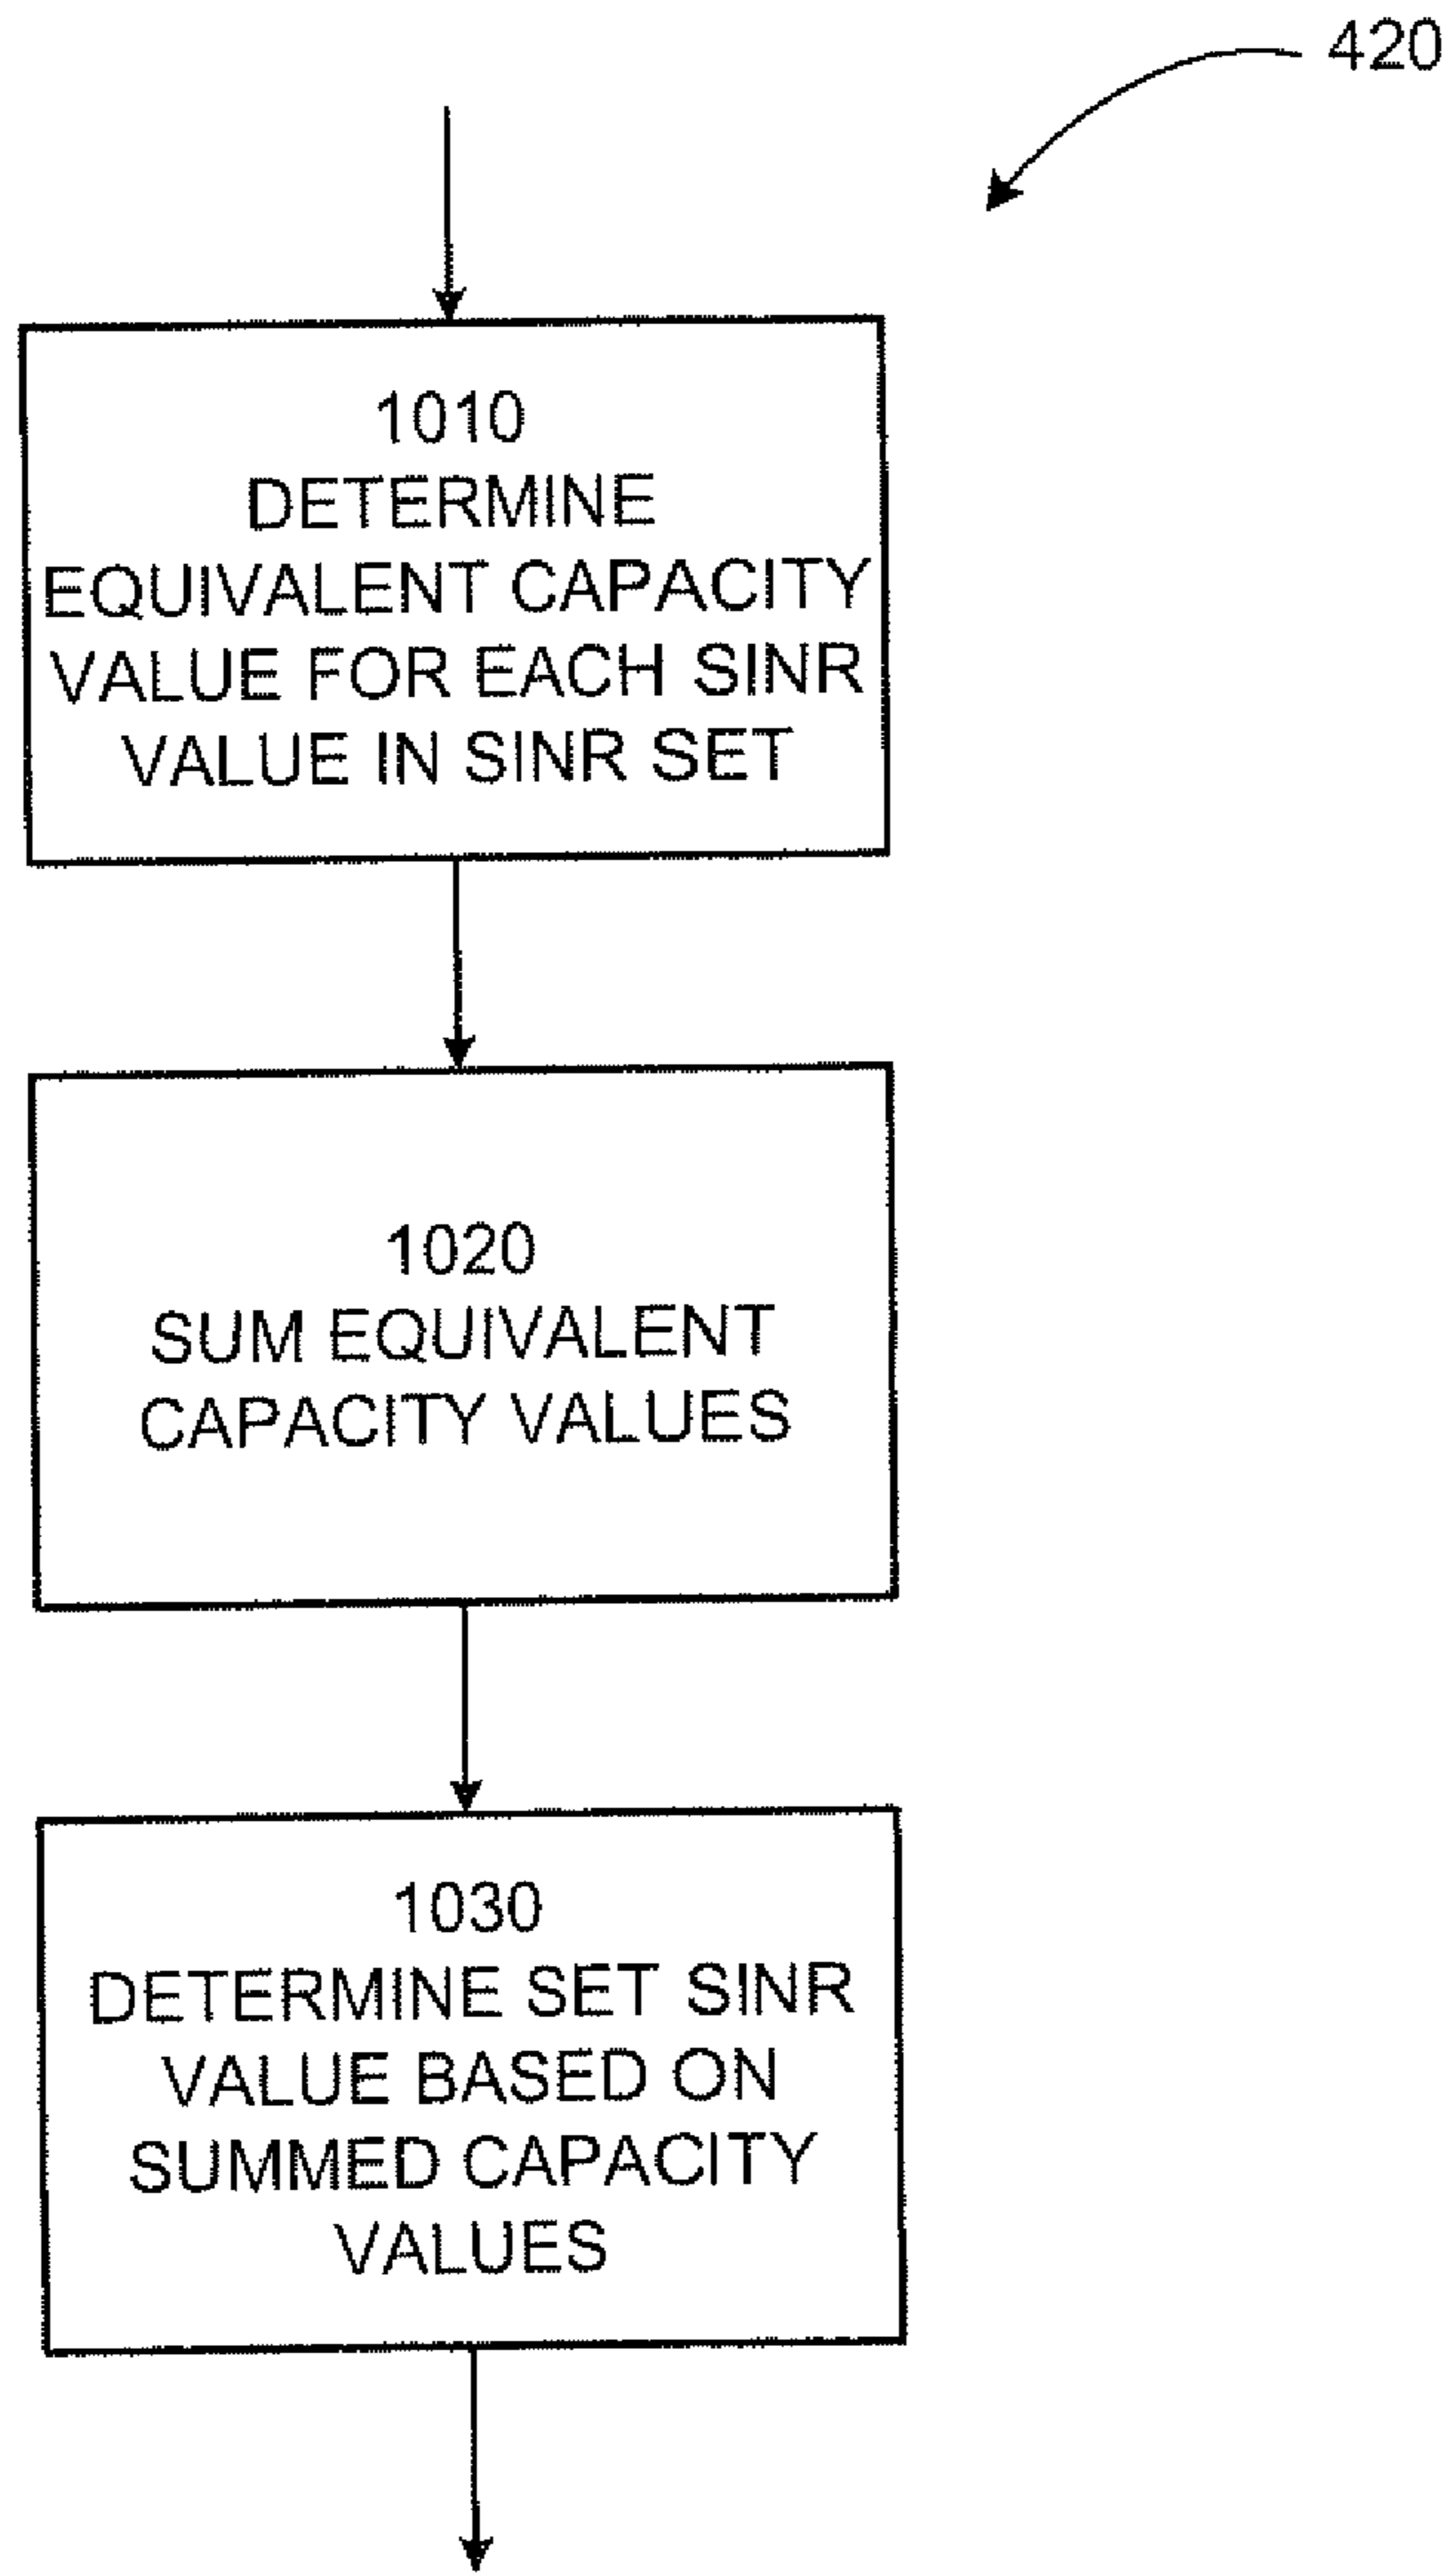 420
1010
DETERMINE
EQUIVALENT CAPACITY
VALUE FOR EACH SINR
VALUE IN SINR SET
1020
SUM EQUIVALENT
CAPACITY VALUES
1030
DETERMINE SET SINR
VALUE BASED ON
SUMMED CAPACITY
VALUES